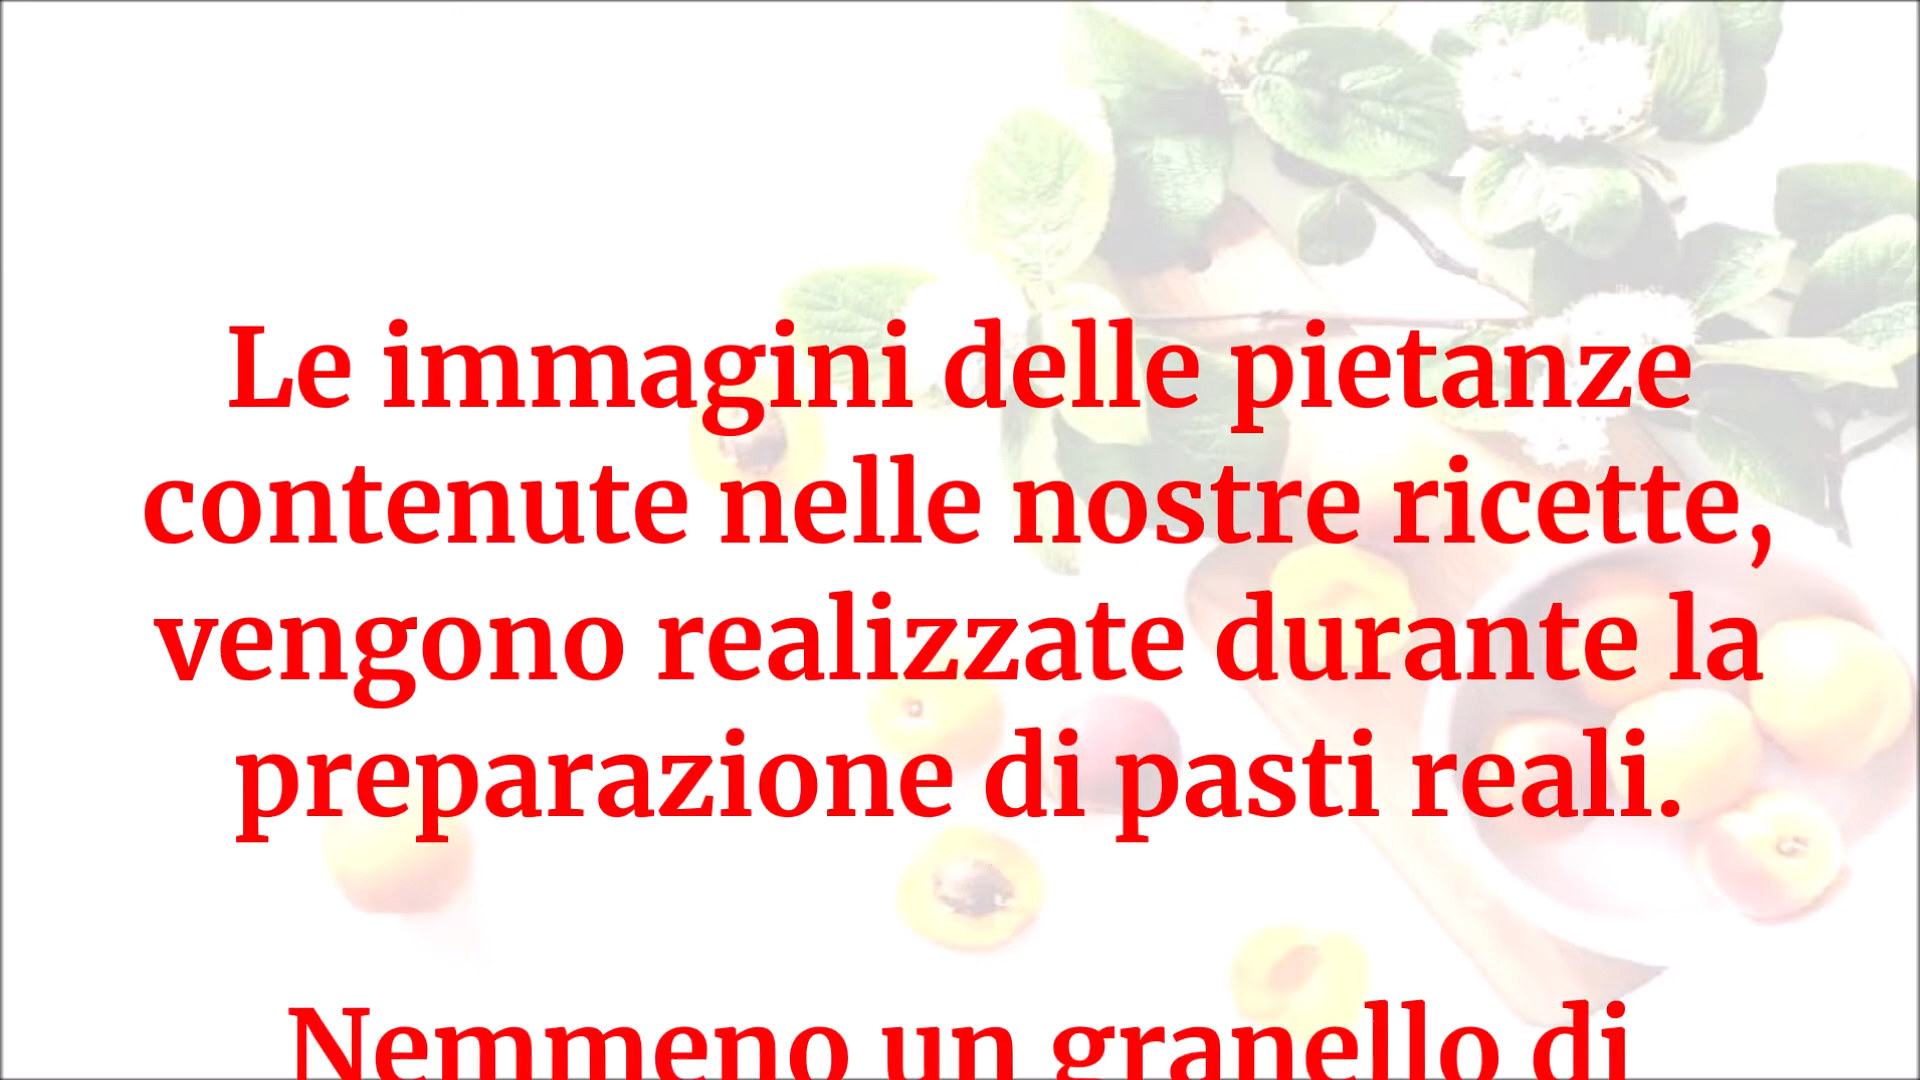 Le immagini delle pietanze
contenute nelle nostre ricette,
vengono realizzate durante la
preparazione di pasti reali.
Nemmeno un granello di